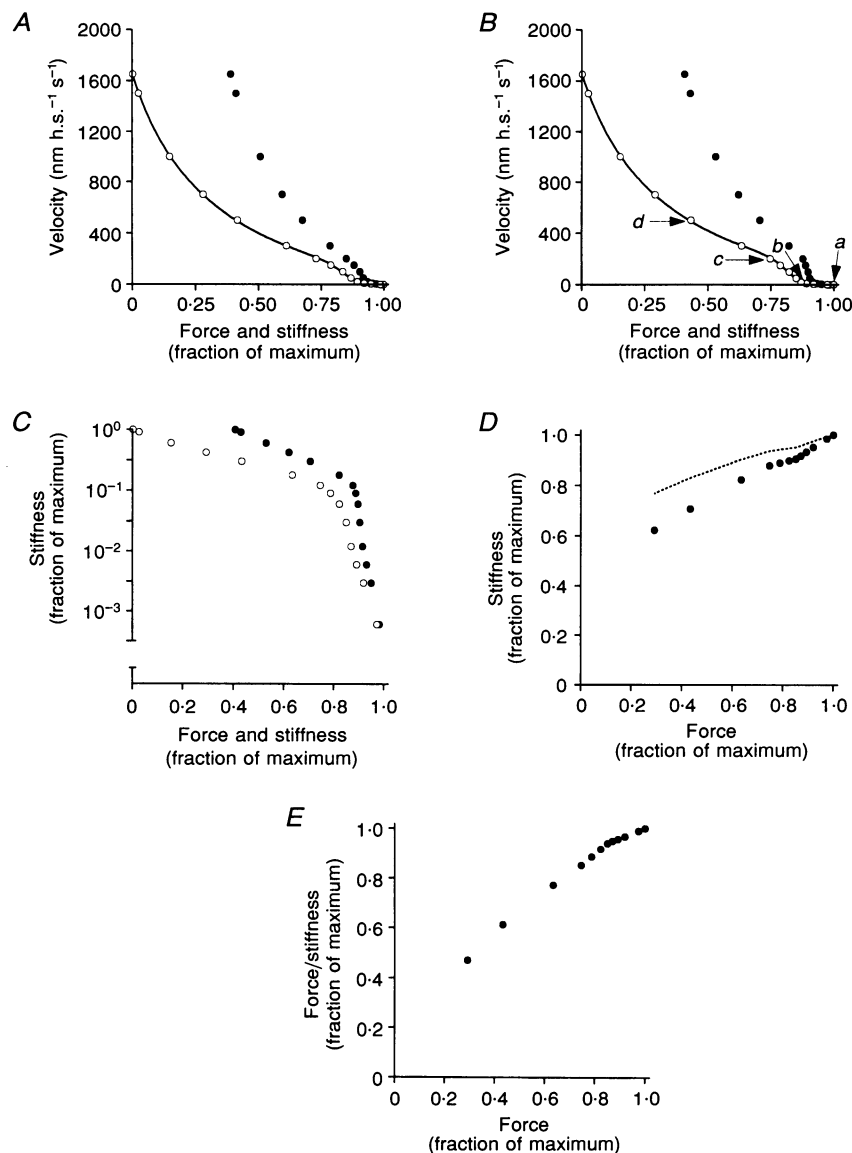 A
2000
1600
1200
800
400
0
Velocity (nm h.s.⁻¹ s⁻¹)
0 0·25 0·50 0·75 1·00
Force and stiffness
(fraction of maximum)
B
2000
1600
1200
800
400
0
Velocity (nm h.s.⁻¹ s⁻¹)
d
c
b
a
0 0·25 0·50 0·75 1·00
Force and stiffness
(fraction of maximum)
C
10⁰
10⁻¹
10⁻²
10⁻³
Stiffness
(fraction of maximum)
0 0·2 0·4 0·6 0·8 1·0
Force and stiffness
(fraction of maximum)
D
1·0
0·8
0·6
0·4
0·2
0
Stiffness
(fraction of maximum)
0 0·2 0·4 0·6 0·8 1·0
Force
(fraction of maximum)
E
1·0
0·8
0·6
0·4
0·2
0
Force/stiffness
(fraction of maximum)
0 0·2 0·4 0·6 0·8 1·0
Force
(fraction of maximum)